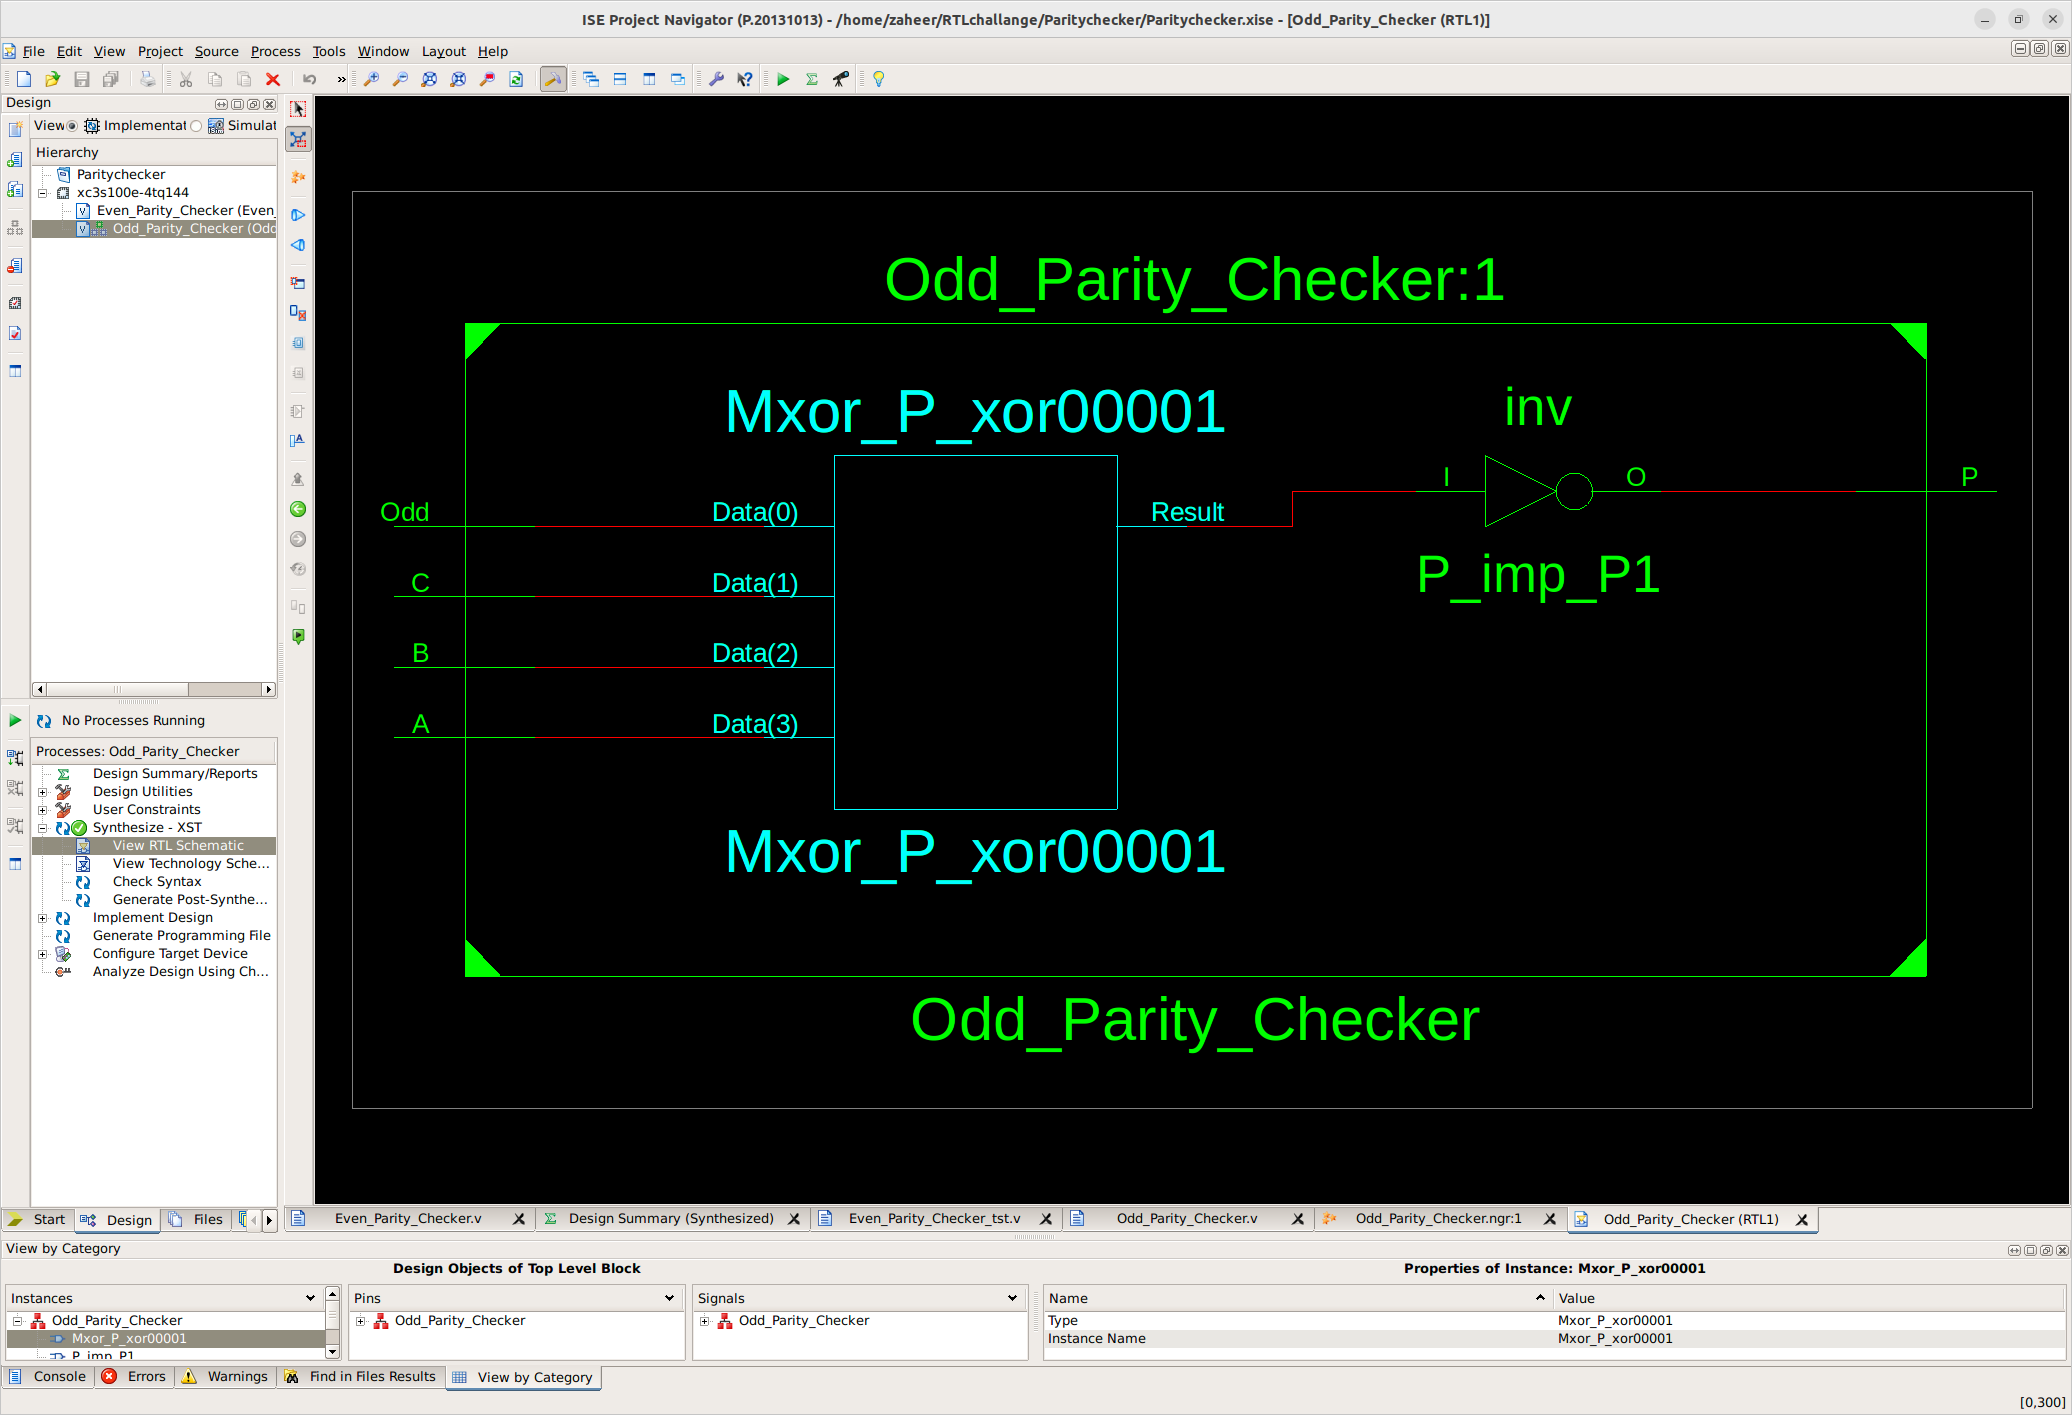 ISE Project Navigator (P.20131013) - /home/zaheer/RTLchallange/Paritychecker/Paritychecker.xise - [Odd_Parity_Checker (RTL1)]
File Edit View Project Source Process Tools Window Layout Help
»
Design
View Implementat Simulat
Hierarchy
Paritychecker
xc3s100e-4tq144
Even_Parity_Checker (Even_
Odd_Parity_Checker (Odd
No Processes Running
Processes: Odd_Parity_Checker
Design Summary/Reports
Design Utilities
User Constraints
Synthesize - XST
View RTL Schematic
View Technology Sche...
Check Syntax
Generate Post-Synthe...
Implement Design
Generate Programming File
Configure Target Device
Analyze Design Using Ch...
Start Design Files
Odd_Parity_Checker:1
Mxor_P_xor00001
inv
I O P
Odd Data(0) Result
C Data(1)
P_imp_P1
B Data(2)
A Data(3)
Mxor_P_xor00001
Odd_Parity_Checker
Even_Parity_Checker.v Design Summary (Synthesized) Even_Parity_Checker_tst.v Odd_Parity_Checker.v Odd_Parity_Checker.ngr:1 Odd_Parity_Checker (RTL1)
View by Category
Design Objects of Top Level Block
Properties of Instance: Mxor_P_xor00001
Instances Pins Signals Name Value
Odd_Parity_Checker Odd_Parity_Checker Odd_Parity_Checker Type Mxor_P_xor00001
Mxor_P_xor00001 Instance Name Mxor_P_xor00001
P_imp_P1
Console Errors Warnings Find in Files Results View by Category
[0,300]